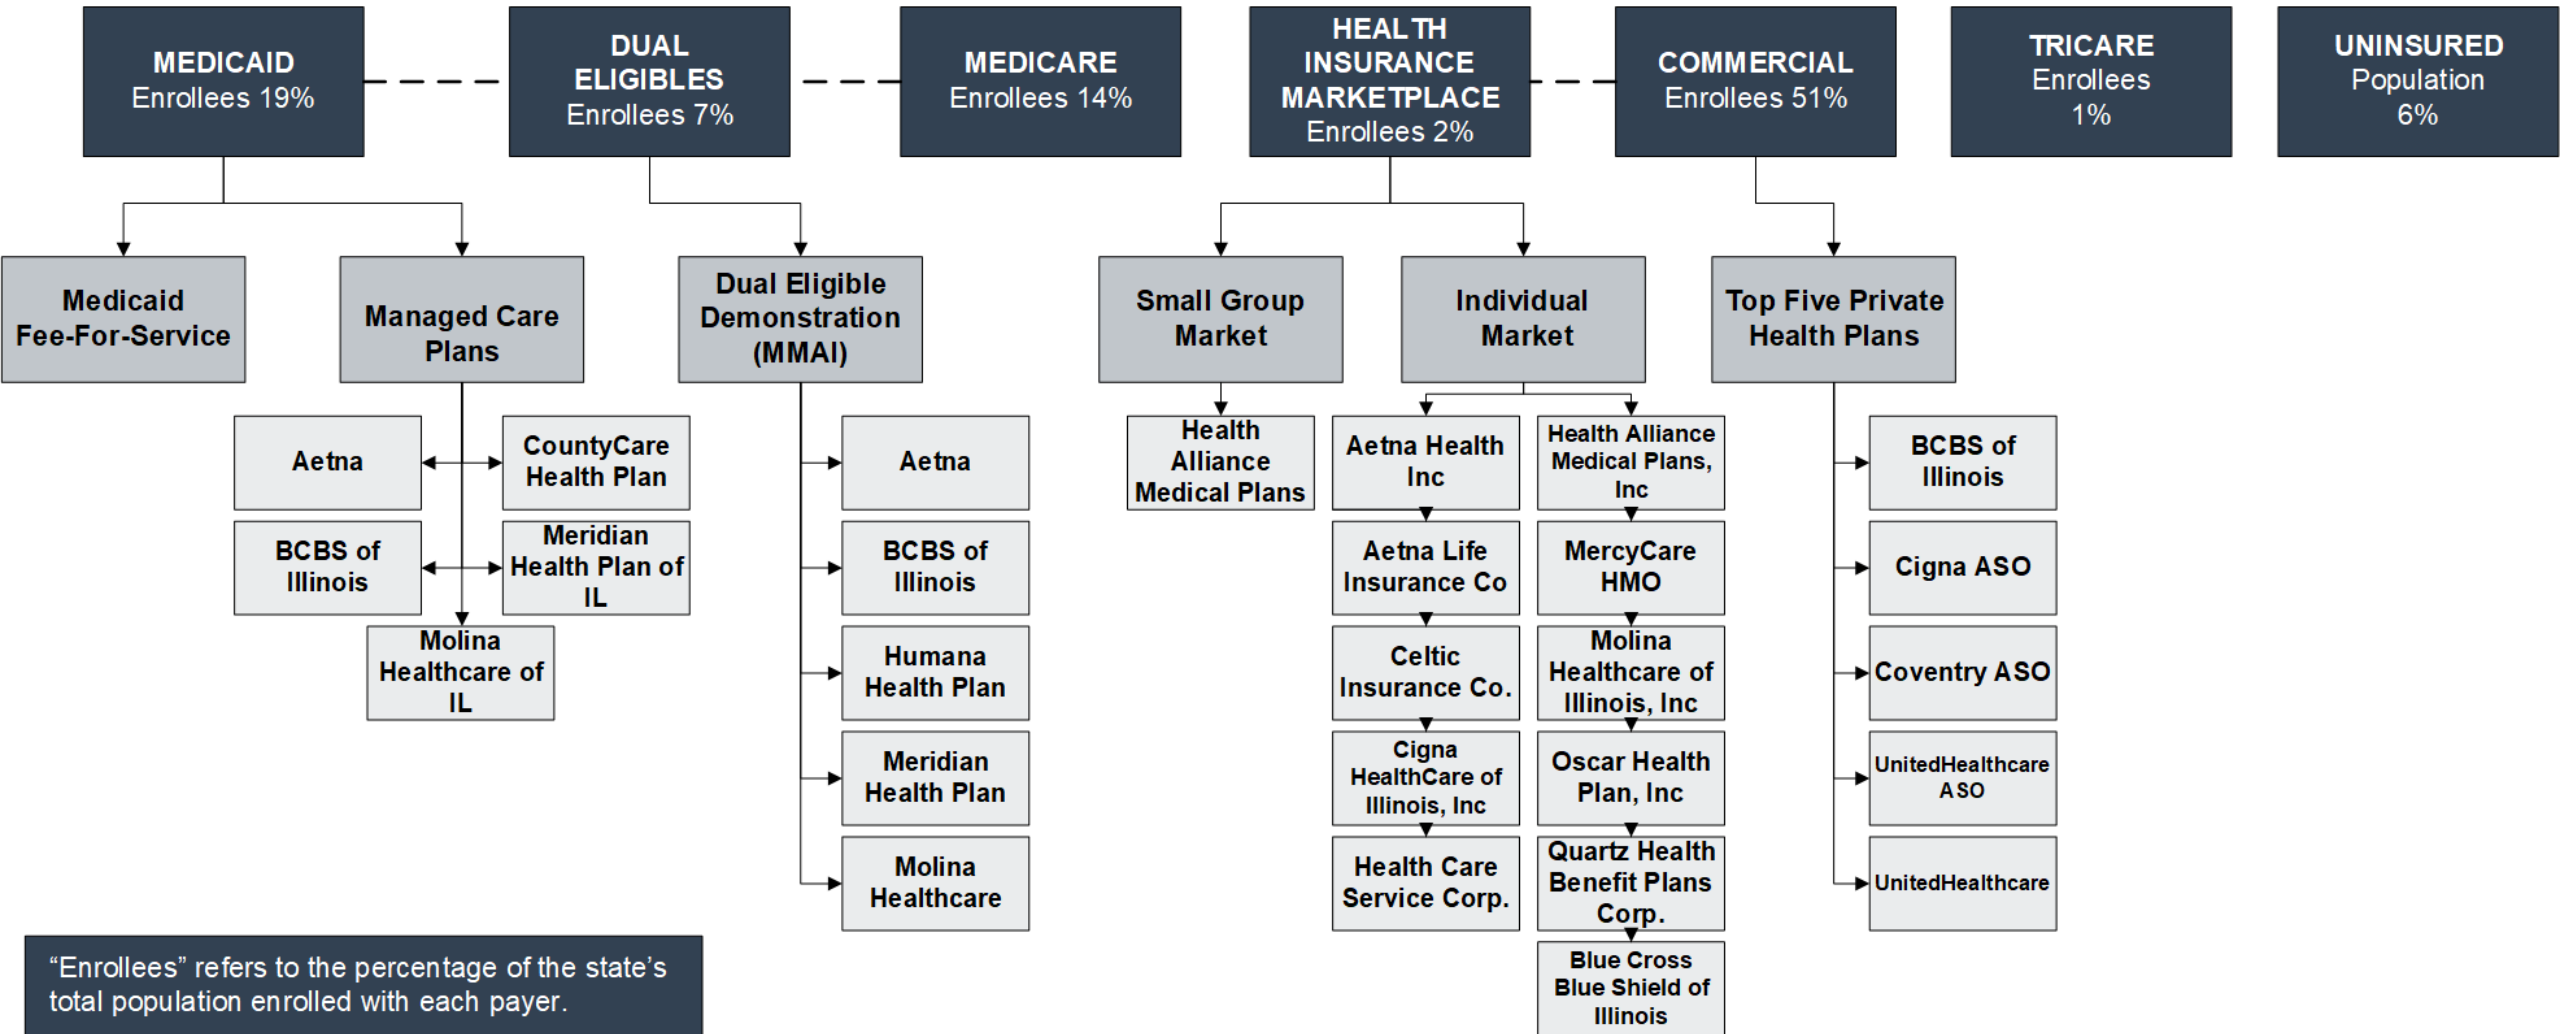 MEDICAID
Enrollees 19%
DUAL
ELIGIBLES
Enrollees 7%
MEDICARE
Enrollees 14%
HEALTH
INSURANCE
MARKETPLACE
Enrollees 2%
COMMERCIAL
Enrollees 51%
TRICARE
Enrollees
1%
UNINSURED
Population
6%
Medicaid
Fee-For-Service
Managed Care
Plans
Dual Eligible
Demonstration
(MMAI)
Small Group
Market
Individual
Market
Top Five Private
Health Plans
Aetna
CountyCare
Health Plan
BCBS of
Illinois
Meridian
Health Plan of
IL
Molina
Healthcare of
IL
Aetna
BCBS of
Illinois
Humana
Health Plan
Meridian
Health Plan
Molina
Healthcare
Health
Alliance
Medical Plans
Aetna Health
Inc
Aetna Life
Insurance Co
Celtic
Insurance Co.
Cigna
HealthCare of
Illinois, Inc
Health Care
Service Corp.
Health Alliance
Medical Plans,
Inc
MercyCare
HMO
Molina
Healthcare of
Illinois, Inc
Oscar Health
Plan, Inc
Quartz Health
Benefit Plans
Corp.
Blue Cross
Blue Shield of
Illinois
BCBS of
Illinois
Cigna ASO
Coventry ASO
UnitedHealthcare
ASO
UnitedHealthcare
“Enrollees” refers to the percentage of the state’s
total population enrolled with each payer.